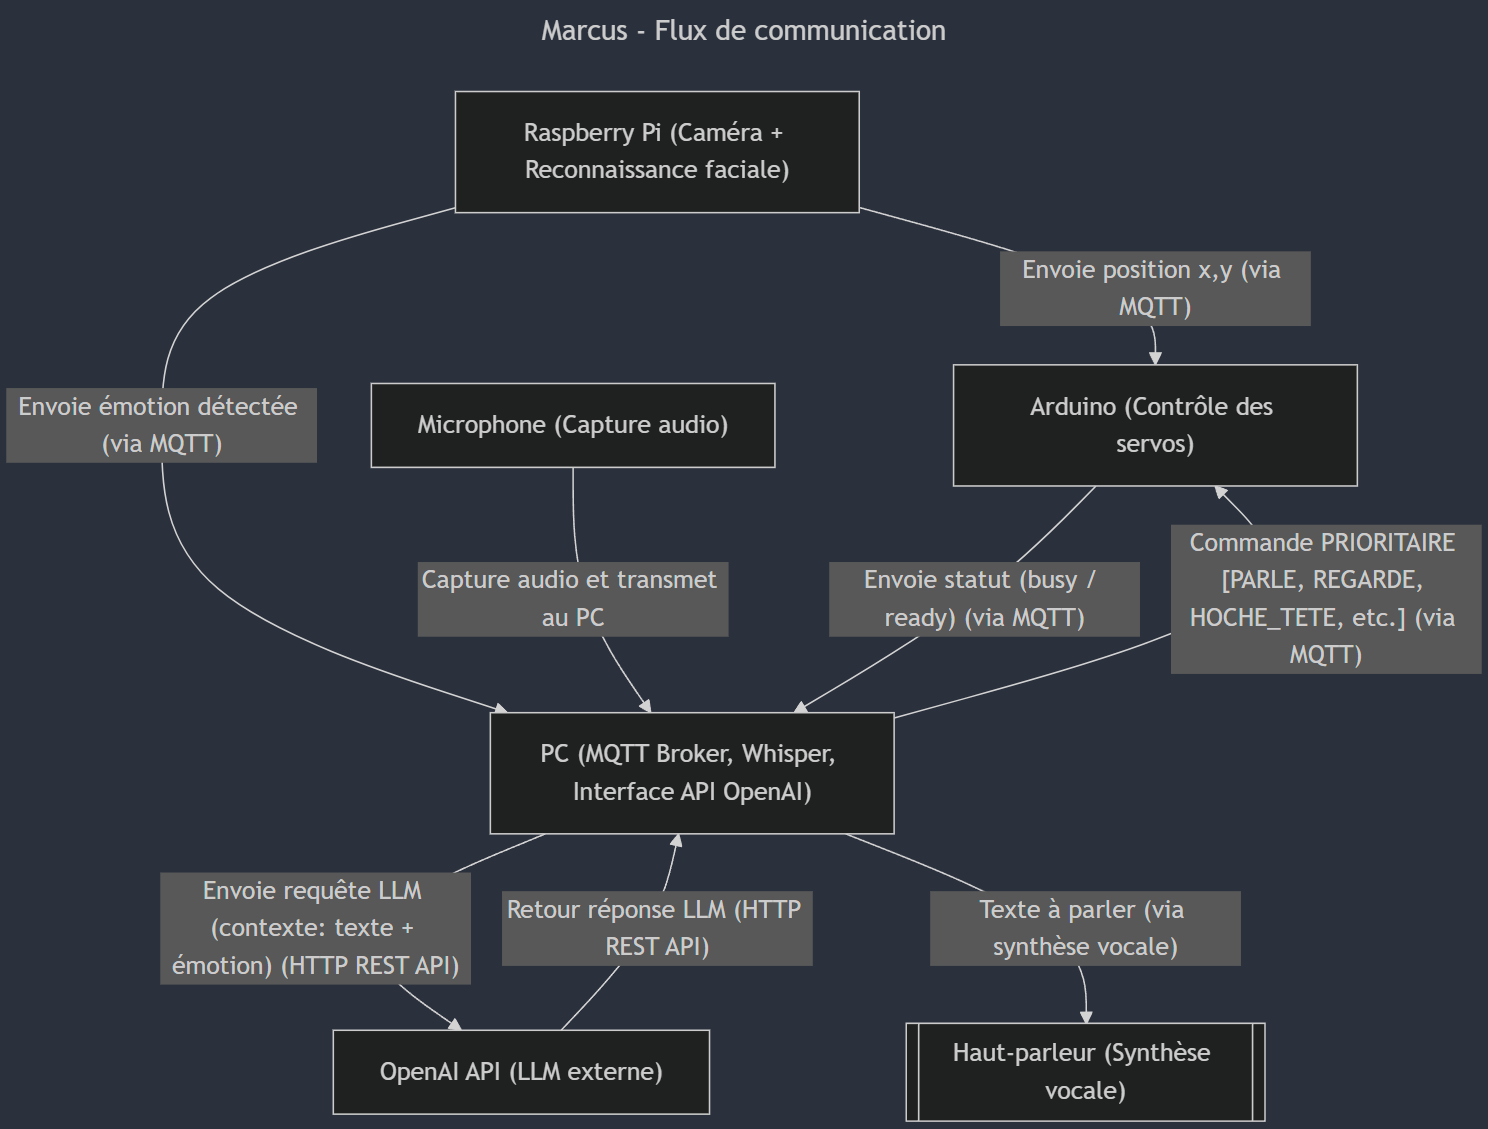 Marcus - Flux de communication
Raspberry Pi (Caméra +
Reconnaissance faciale)
Envoie position x,y (via
MQTT)
Envoie émotion détectée
(via MQTT)
Microphone (Capture audio)
Arduino (Contrôle des
servos)
Capture audio et transmet
au PC
Envoie statut (busy /
ready) (via MQTT)
Commande PRIORITAIRE
[PARLE, REGARDE,
HOCHE_TETE, etc.] (via
MQTT)
PC (MQTT Broker, Whisper,
Interface API OpenAI)
Envoie requête LLM
(contexte: texte +
émotion) (HTTP REST API)
Retour réponse LLM (HTTP
REST API)
Texte à parler (via
synthèse vocale)
OpenAI API (LLM externe)
Haut-parleur (Synthèse
vocale)